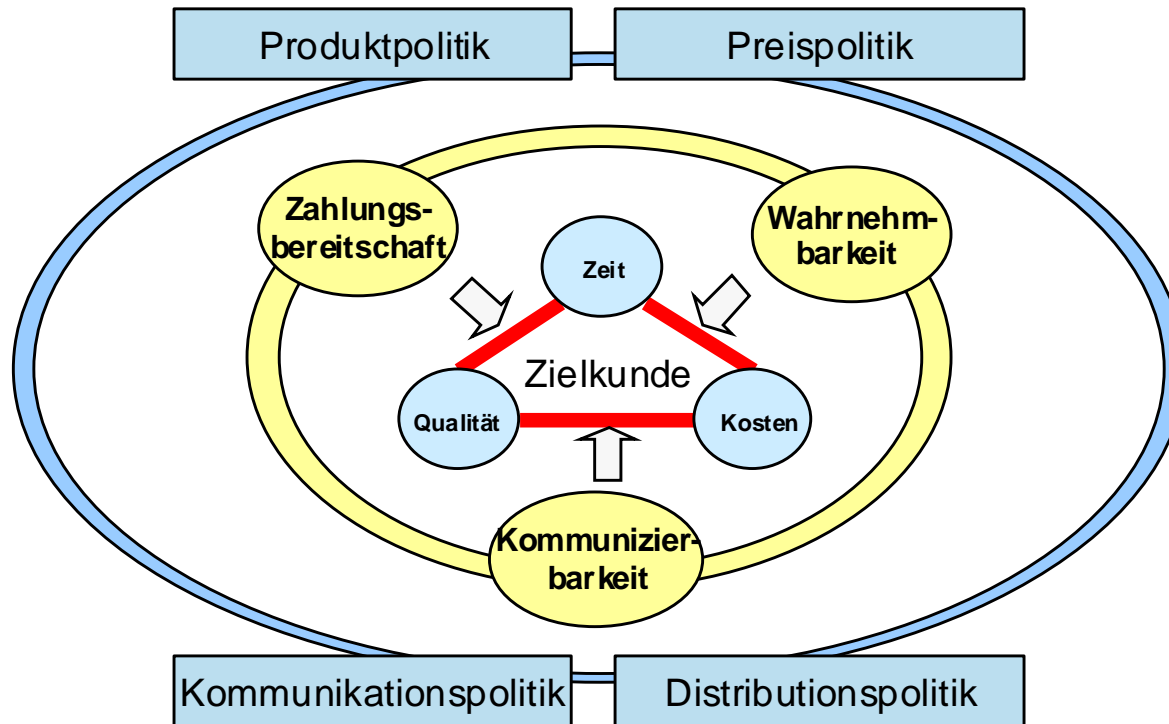 Produktpolitik
Preispolitik
Zahlungs-
bereitschaft
Wahrnehm-
barkeit
Zeit
Zielkunde
Qualität
Kosten
Kommunizier-
barkeit
Kommunikationspolitik
Distributionspolitik